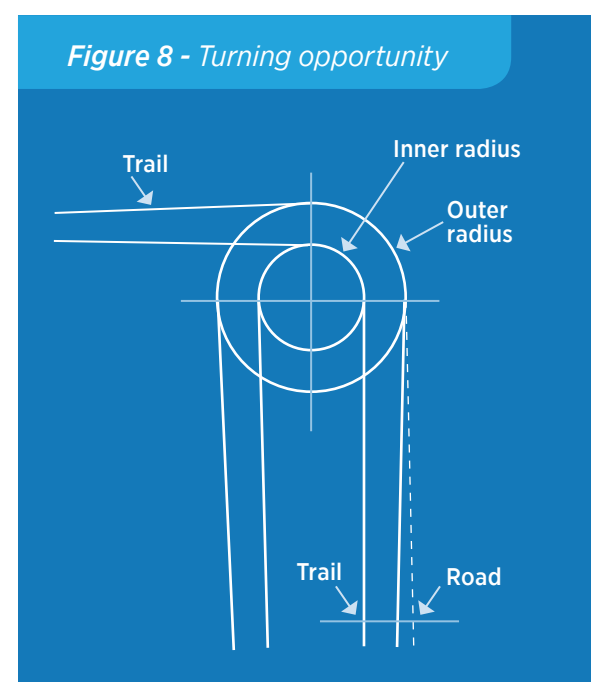 Figure 8 - Turning opportunity
Inner radius
Trail
Outer
radius
Trail
Road